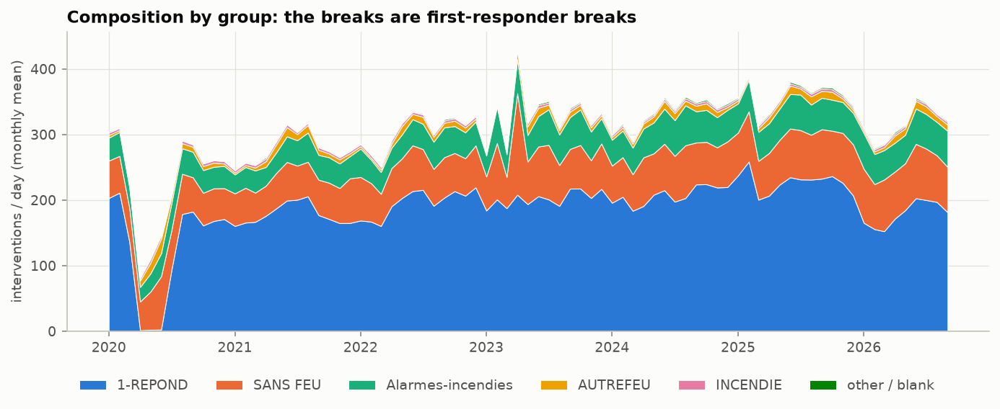 Composition by group: the breaks are first-responder breaks
interventions / day (monthly mean)
400
300
200
100
0
2020 2021 2022 2023 2024 2025 2026
1-REPOND SANS FEU Alarmes-incendies AUTREFEU INCENDIE other / blank